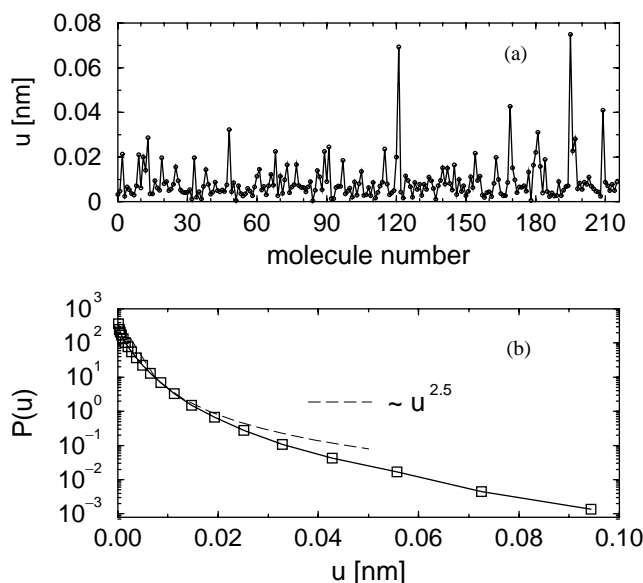 0.08
0.06
0.04
0.02
0
u [nm]
(a)
0 30 60 90 120 150 180 210
molecule number
10^3
10^2
10^1
10^0
10^-1
10^-2
10^-3
P(u)
(b)
~ u^2.5
0.00 0.02 0.04 0.06 0.08 0.10
u [nm]